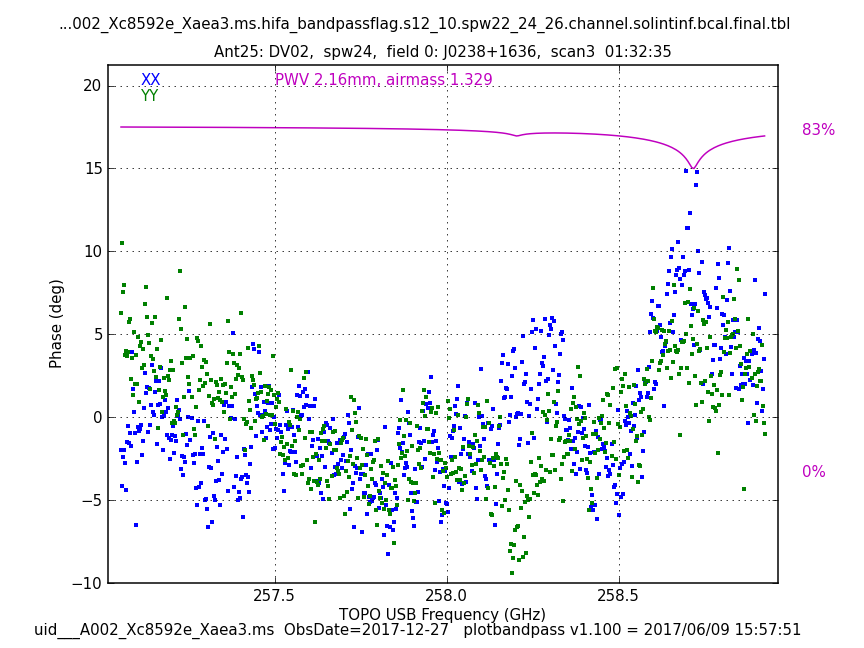 ...002_Xc8592e_Xaea3.ms.hifa_bandpassflag.s12_10.spw22_24_26.channel.solintinf.bcal.final.tbl
Ant25: DV02,  spw24,  field 0: J0238+1636,  scan3  01:32:35
XX
PWV 2.16mm, airmass 1.329
YY
20
83%
15
10
5
0
0%
−5
−10
Phase (deg)
257.5
258.0
258.5
TOPO USB Frequency (GHz)
uid___A002_Xc8592e_Xaea3.ms  ObsDate=2017-12-27   plotbandpass v1.100 = 2017/06/09 15:57:51